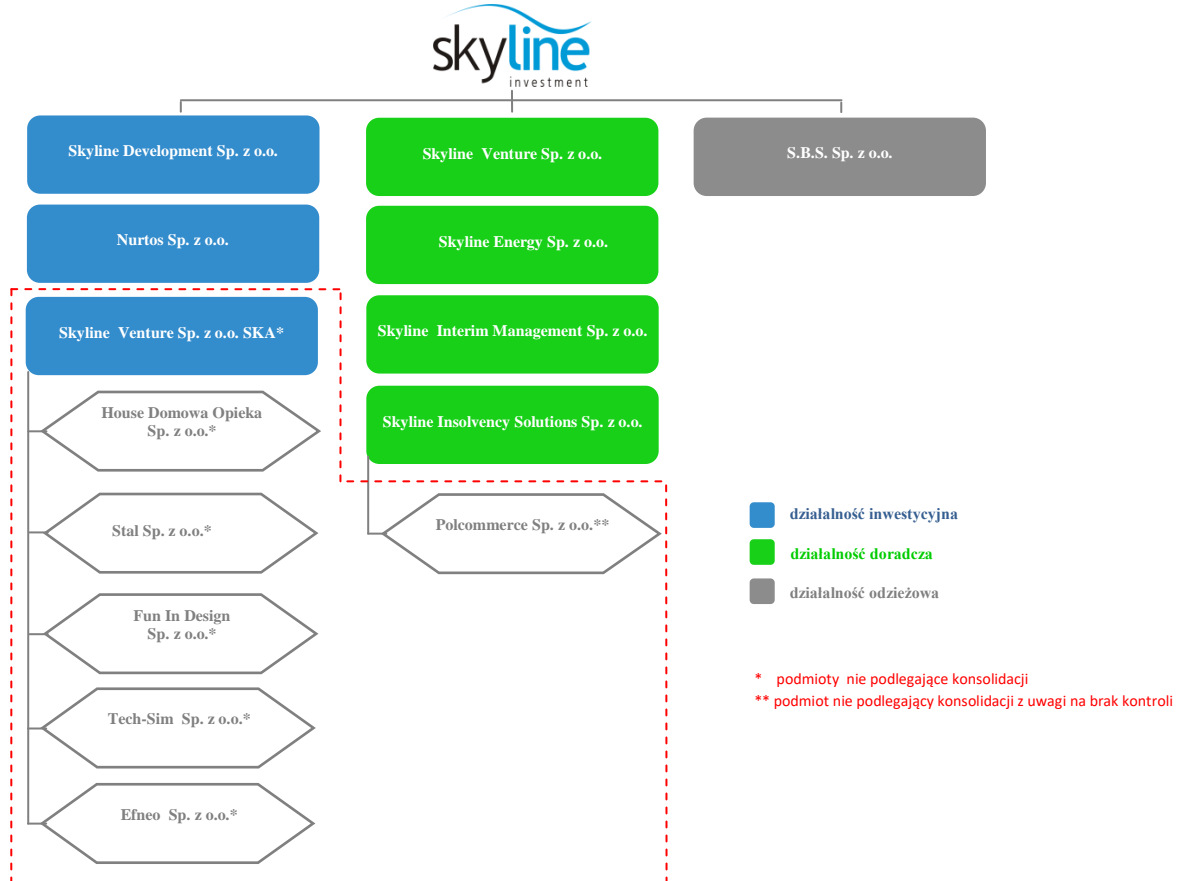 skyline
investment
Skyline Development Sp. z o.o.
Skyline Venture Sp. z o.o.
S.B.S. Sp. z o.o.
Nurtos Sp. z o.o.
Skyline Energy Sp. z o.o.
Skyline Venture Sp. z o.o. SKA*
Skyline Interim Management Sp. z o.o.
House Domowa Opieka
Sp. z o.o.*
Skyline Insolvency Solutions Sp. z o.o.
Stal Sp. z o.o.*
Polcommerce Sp. z o.o.**
Fun In Design
Sp. z o.o.*
Tech-Sim Sp. z o.o.*
Efneo Sp. z o.o.*
działalność inwestycyjna
działalność doradcza
działalność odzieżowa
* podmioty nie podlegające konsolidacji
** podmiot nie podlegający konsolidacji z uwagi na brak kontroli